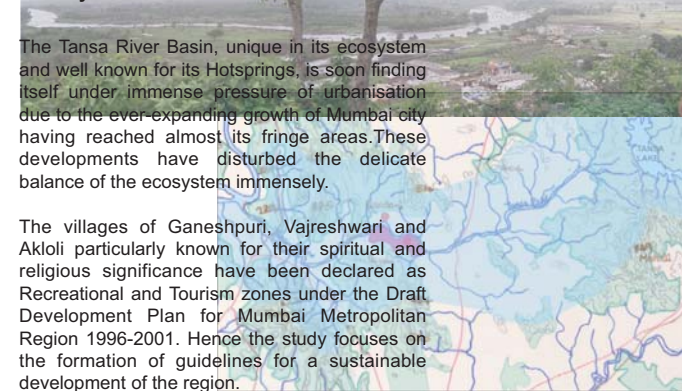 The Tansa River Basin, unique in its ecosystem
and well known for its Hotsprings, is soon finding
itself under immense pressure of urbanisation
due to the ever-expanding growth of Mumbai city
having reached almost its fringe areas.These
developments have disturbed the delicate
balance of the ecosystem immensely.
The villages of Ganeshpuri, Vajreshwari and
Akloli particularly known for their spiritual and
religious significance have been declared as
Recreational and Tourism zones under the Draft
Development Plan for Mumbai Metropolitan
Region 1996-2001. Hence the study focuses on
the formation of guidelines for a sustainable
development of the region.
TANSA
LAKE